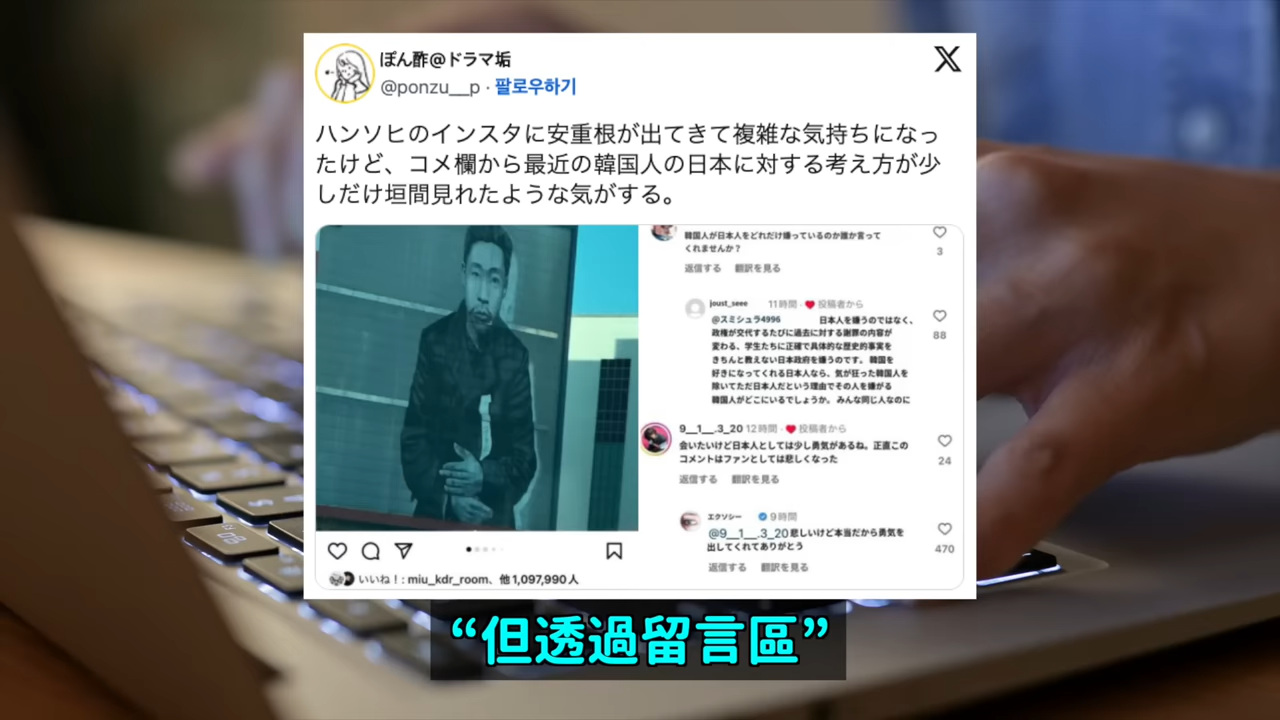 ぽん酢@ドラマ垢
@ponzu__p · 팔로우하기
ハンソヒのインスタに安重根が出てきて複雑な気持ちになっ
たけど、コメ欄から最近の韓国人の日本に対する考え方が少
しだけ垣間見れたような気がする。
韓国人が日本人をどれだけ嫌っているのか誰か言って
くれませんか？
3
返信する 翻訳を見る
joust_seee 11時間・投稿者から
@スミシュラ4996 日本人を嫌うのではなく、
政権が交代するたびに過去に対する謝罪の内容が
88
変わる、学生たちに正確で具体的な歴史的事実を
きちんと教えない日本政府を嫌うのです。 韓国を
好きになってくれる日本人なら、気が狂った韓国人を
除いてただ日本人だという理由でその人を嫌がる
韓国人がどこにいるでしょうか。 みんな同じ人なのに
9__1__.3_20 12時間・投稿者から
会いたいけど日本人としては少し勇気があるね。正直この
コメントはファンとしては悲しくなった
24
返信する 翻訳を見る
エクソシー 9時間
@9__1__.3_20 悲しいけど本当だから勇気を
出してくれてありがとう
470
返信する 翻訳を見る
いいね！: miu_kdr_room、他1,097,990人
“但透過留言區”